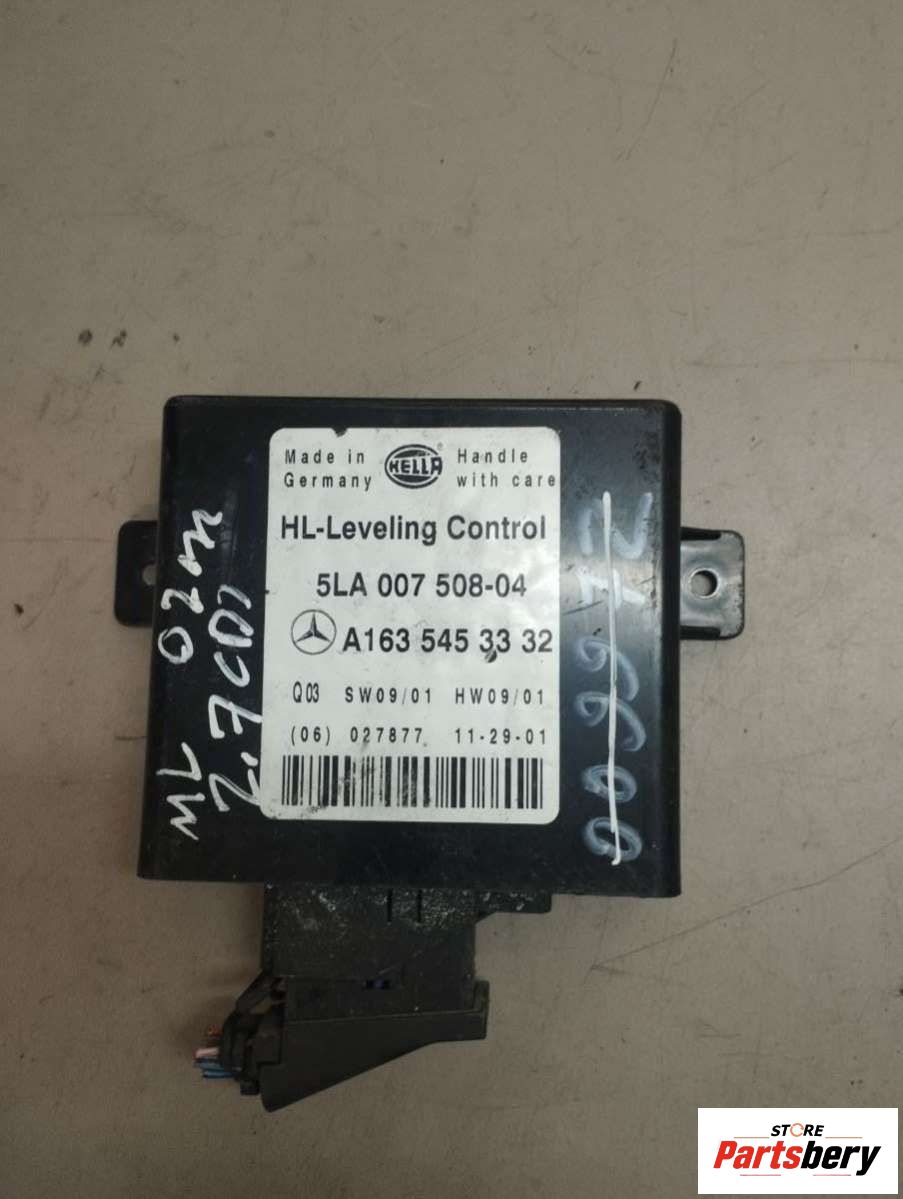 Made in
Germany
HELLA
®
Handle
with care
HL-Leveling Control
5LA 007 508-04
A163 545 33 32
Q03 SW09/01 HW09/01
(06) 027877 11-29-01
ML 02m
2.7CDI
STORE
Partsbery